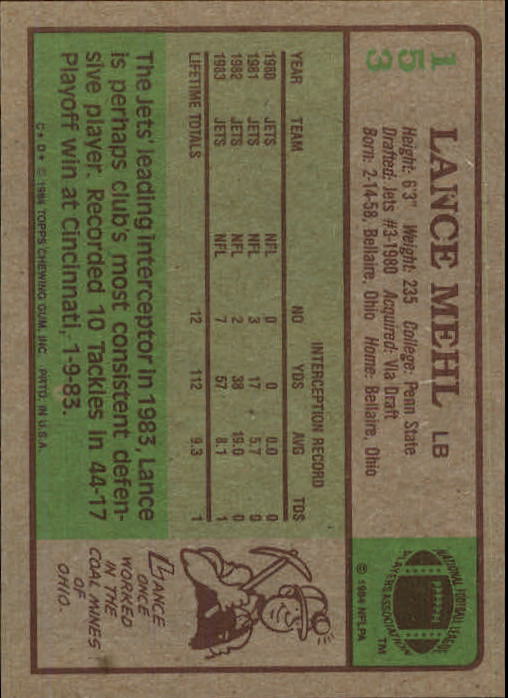 153
LANCE MEHL LB
Height: 6'3" Weight: 235 College: Penn State
Drafted: Jets #3-1980 Acquired: Via Draft
Born: 2-14-58, Bellaire, Ohio Home: Bellaire, Ohio
NATIONAL FOOTBALL LEAGUE
PLAYERS ASSOCIATION
TM
© 1984 NFLPA
INTERCEPTION RECORD
YEAR TEAM NO YDS AVG TDS
1980 JETS NFL 0 0 0.0 0
1981 JETS NFL 3 17 5.7 0
1982 JETS NFL 2 38 19.0 0
1983 JETS NFL 7 57 8.1 1
LIFETIME TOTALS 12 112 9.3 1
The Jets' leading interceptor in 1983, Lance
is perhaps club's most consistent defen-
sive player. Recorded 10 Tackles in 44-17
Playoff win at Cincinnati, 1-9-83.
LANCE
ONCE
WORKED
IN THE
COAL MINES
OF
OHIO.
C★ D★ © 1984 TOPPS CHEWING GUM, INC. PRTD. IN U.S.A.